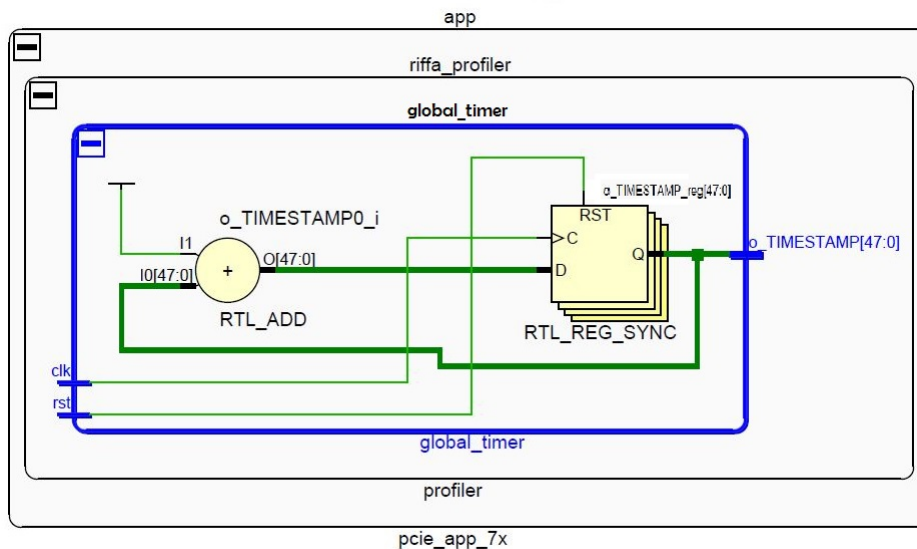 app
riffa_profiler
global_timer
o_TIMESTAMP_reg[47:0]
o_TIMESTAMP0_i
RST
I1
C
o_TIMESTAMP[47:0]
I0[47:0]
+
O[47:0]
D
Q
RTL_ADD
RTL_REG_SYNC
clk
rst
global_timer
profiler
pcie_app_7x